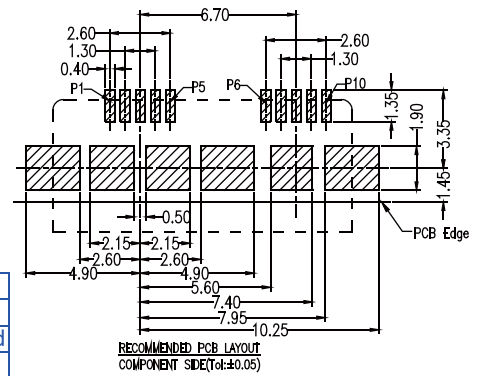 6.70
2.60
2.60
1.30
1.30
0.40
P1
P5
P6
P10
1.35
1.90
3.35
1.45
0.50
PCB Edge
2.15
2.15
2.60
2.60
4.90
4.90
5.60
7.40
7.95
10.25
RECOMMENDED PCB LAYOUT
COMPONENT SIDE(Tol:±0.05)
d